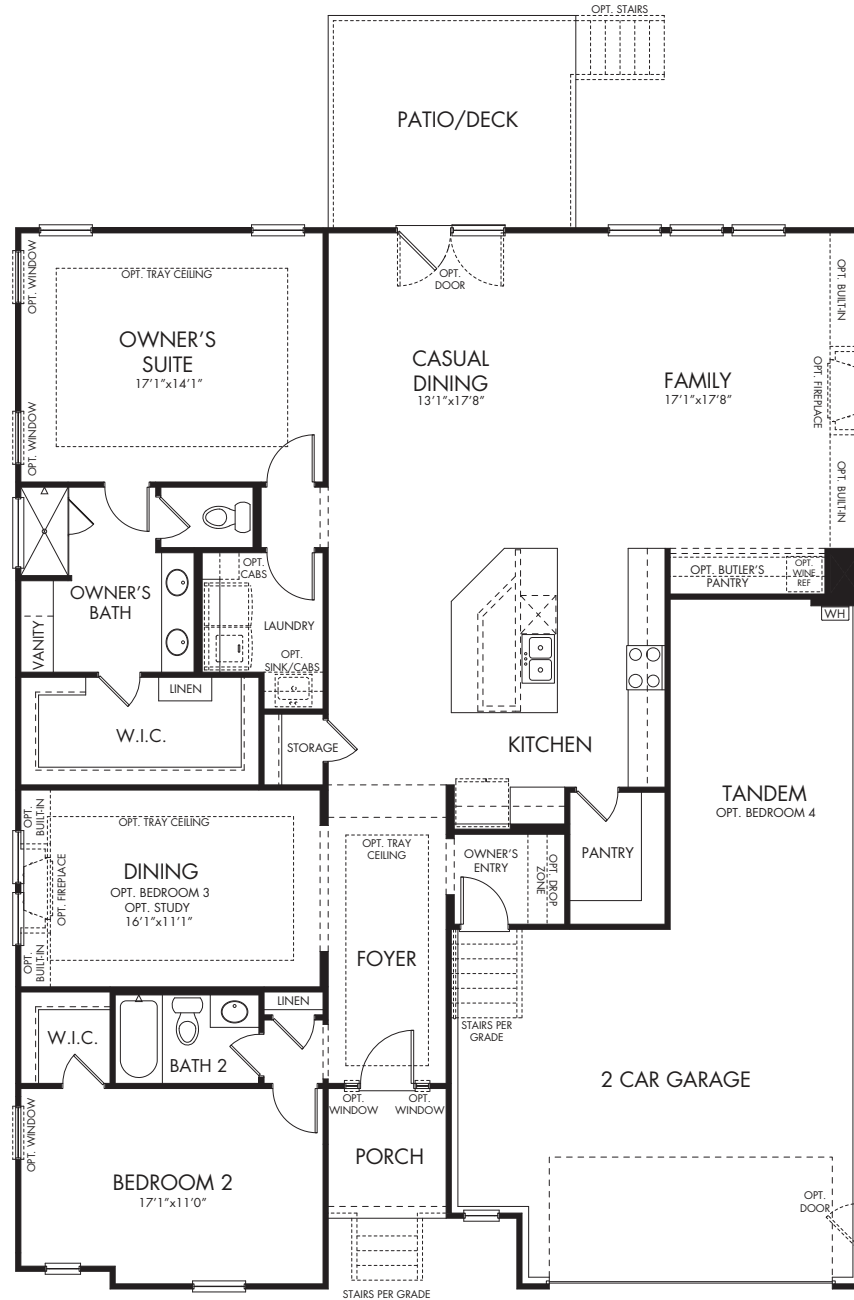 OPT. STAIRS
PATIO/DECK
OPT. WINDOW
OPT. TRAY CEILING
OWNER'S
SUITE
17'1"x14'1"
OPT. WINDOW
OPT.
DOOR
CASUAL
DINING
13'1"x17'8"
FAMILY
17'1"x17'8"
OPT. BUILT-IN
OPT. FIREPLACE
OPT. BUILT-IN
OWNER'S
BATH
VANITY
OPT.
CABS
LAUNDRY
OPT.
SINK/CABS
OPT. BUTLER'S
PANTRY
OPT.
WINE
REF
WH
LINEN
W.I.C.
STORAGE
KITCHEN
TANDEM
OPT. BEDROOM 4
OPT.
BUILT-IN
OPT. TRAY CEILING
DINING
OPT. BEDROOM 3
OPT. STUDY
16'1"x11'1"
OPT. FIREPLACE
OPT.
BUILT-IN
OPT. TRAY
CEILING
OWNER'S
ENTRY
OPT. DROP
ZONE
PANTRY
FOYER
STAIRS PER
GRADE
W.I.C.
LINEN
BATH 2
2 CAR GARAGE
OPT.
WINDOW
OPT.
WINDOW
OPT. WINDOW
PORCH
BEDROOM 2
17'1"x11'0"
OPT.
DOOR
STAIRS PER GRADE